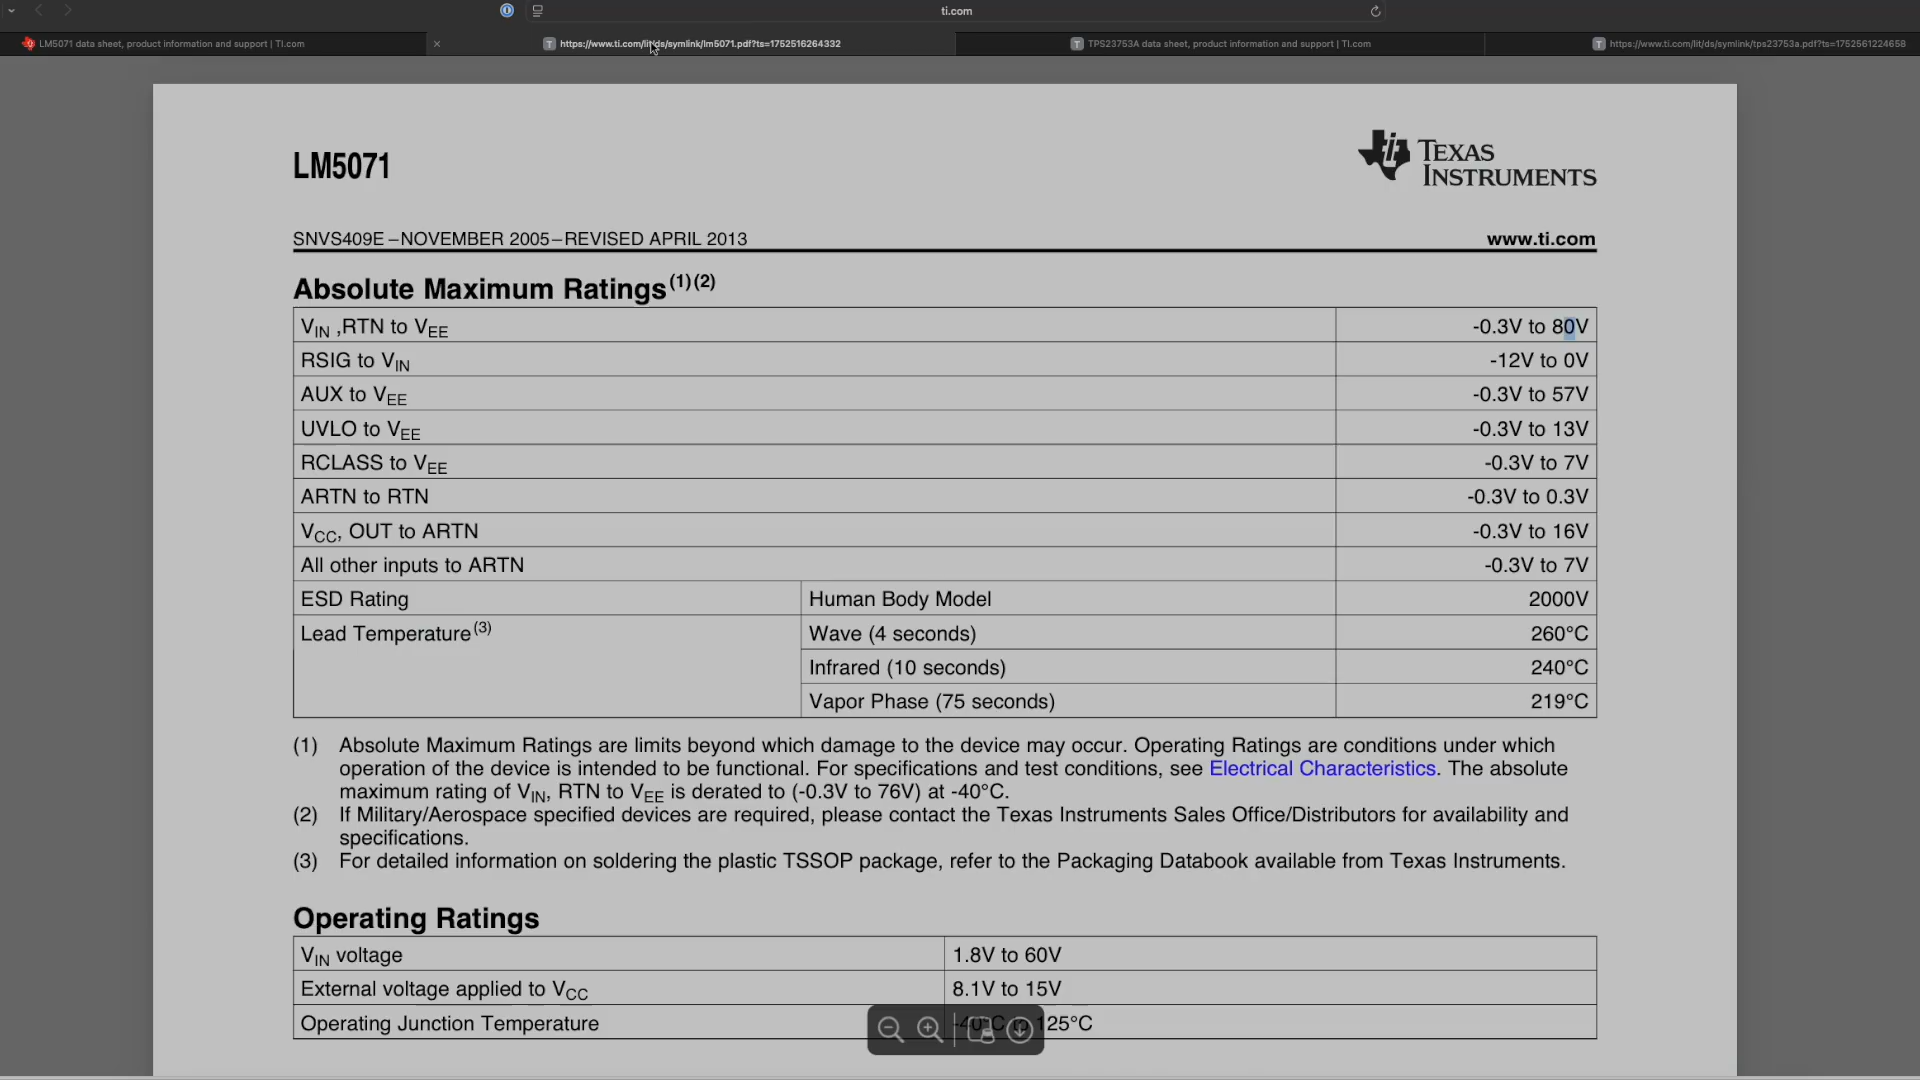 ti.com
LM5071 data sheet, product information and support | TI.com
https://www.ti.com/lit/ds/symlink/lm5071.pdf?ts=1752516264332
TPS23753A data sheet, product information and support | TI.com
https://www.ti.com/lit/ds/symlink/tps23753a.pdf?ts=1752561224658
LM5071
TEXAS
INSTRUMENTS
SNVS409E –NOVEMBER 2005–REVISED APRIL 2013
www.ti.com
Absolute Maximum Ratings(1)(2)
VIN ,RTN to VEE -0.3V to 80V
RSIG to VIN -12V to 0V
AUX to VEE -0.3V to 57V
UVLO to VEE -0.3V to 13V
RCLASS to VEE -0.3V to 7V
ARTN to RTN -0.3V to 0.3V
VCC, OUT to ARTN -0.3V to 16V
All other inputs to ARTN -0.3V to 7V
ESD Rating Human Body Model 2000V
Lead Temperature(3) Wave (4 seconds) 260°C
Infrared (10 seconds) 240°C
Vapor Phase (75 seconds) 219°C
(1) Absolute Maximum Ratings are limits beyond which damage to the device may occur. Operating Ratings are conditions under which
operation of the device is intended to be functional. For specifications and test conditions, see Electrical Characteristics. The absolute
maximum rating of VIN, RTN to VEE is derated to (-0.3V to 76V) at -40°C.
(2) If Military/Aerospace specified devices are required, please contact the Texas Instruments Sales Office/Distributors for availability and
specifications.
(3) For detailed information on soldering the plastic TSSOP package, refer to the Packaging Databook available from Texas Instruments.
Operating Ratings
VIN voltage 1.8V to 60V
External voltage applied to VCC 8.1V to 15V
Operating Junction Temperature -40°C to 125°C